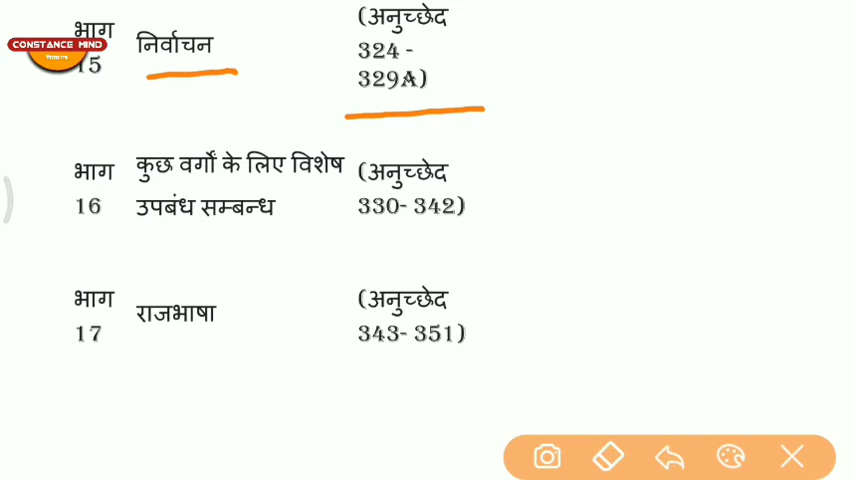 भाग
15
निर्वाचन
(अनुच्छेद
324 -
329A)
CONSTANCE MIND
भाग
16
कुछ वर्गों के लिए विशेष
उपबंध सम्बन्ध
(अनुच्छेद
330- 342)
भाग
17
राजभाषा
(अनुच्छेद
343- 351)